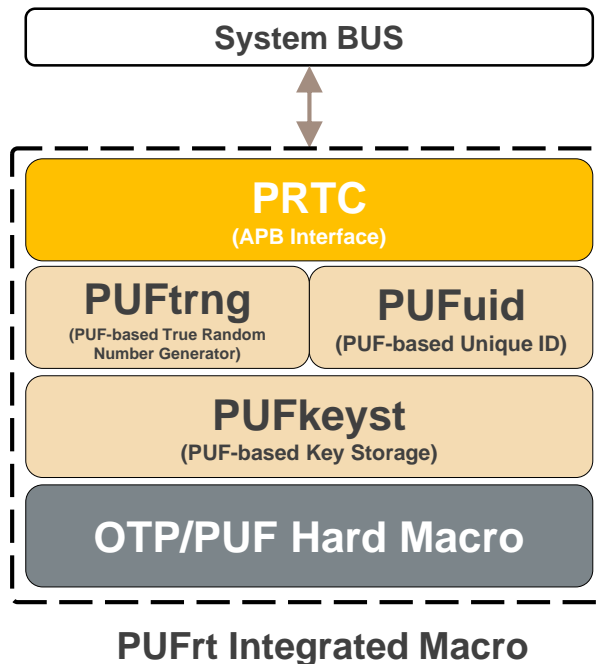 System BUS
PRTC
(APB Interface)
PUFtrng
(PUF-based True Random
Number Generator)
PUFuid
(PUF-based Unique ID)
PUFkeyst
(PUF-based Key Storage)
OTP/PUF Hard Macro
PUFrt Integrated Macro